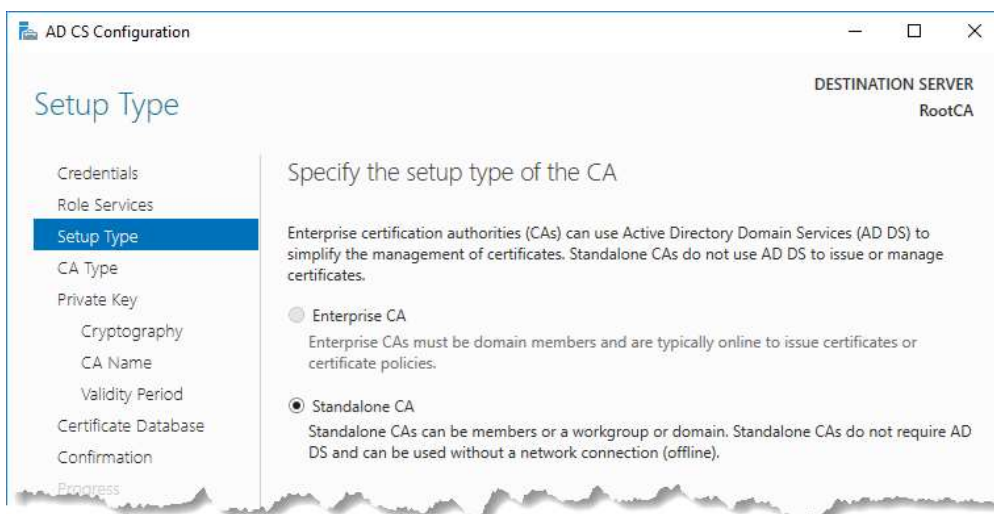 AD CS Configuration
DESTINATION SERVER
RootCA
Setup Type
Credentials
Role Services
Setup Type
CA Type
Private Key
Cryptography
CA Name
Validity Period
Certificate Database
Confirmation
Progress
Specify the setup type of the CA
Enterprise certification authorities (CAs) can use Active Directory Domain Services (AD DS) to
simplify the management of certificates. Standalone CAs do not use AD DS to issue or manage
certificates.
Enterprise CA
Enterprise CAs must be domain members and are typically online to issue certificates or
certificate policies.
Standalone CA
Standalone CAs can be members or a workgroup or domain. Standalone CAs do not require AD
DS and can be used without a network connection (offline).